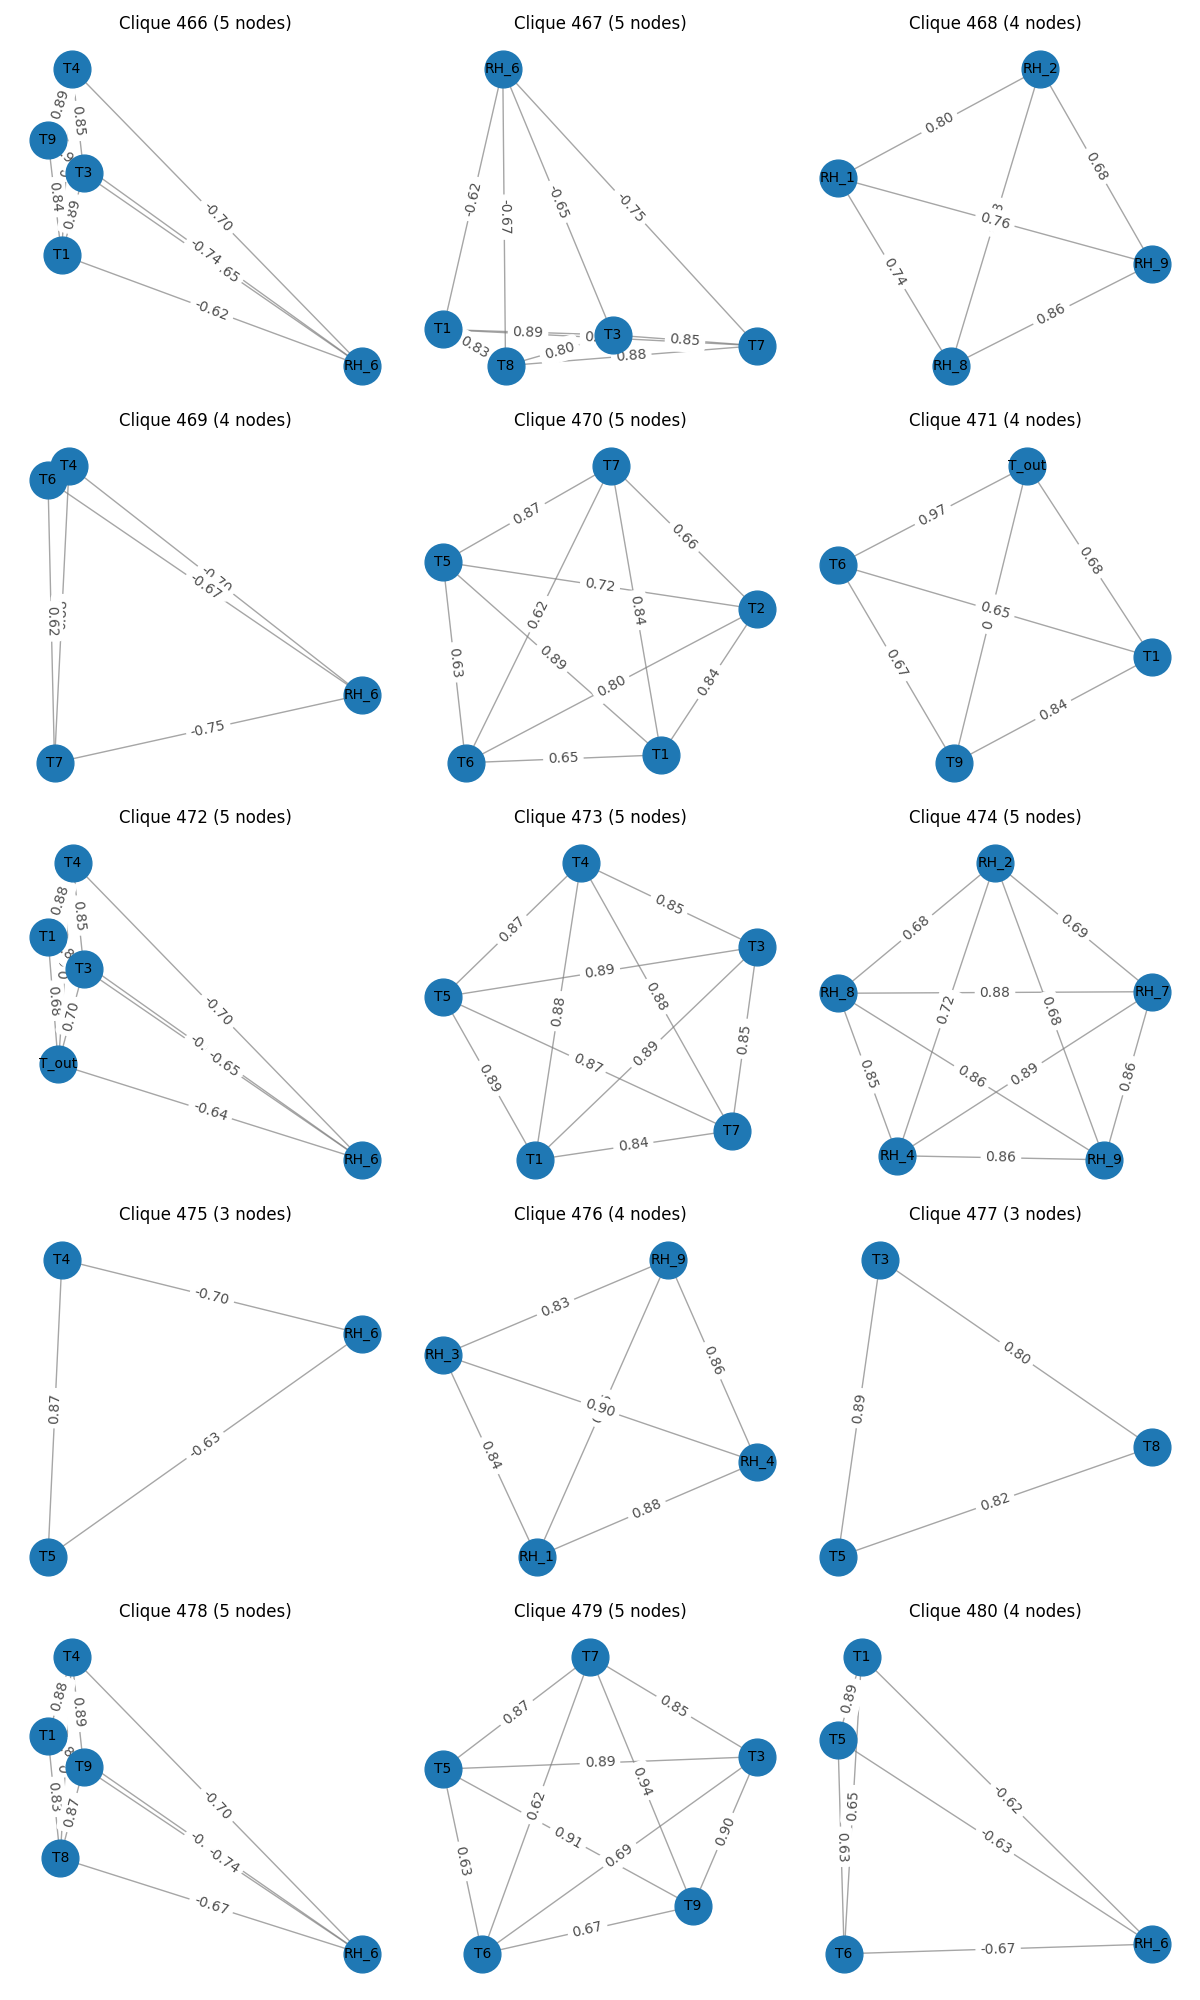 Clique 466 (5 nodes)
T4
0.89
0.85
T9
T3
0.84
0.89
T1
-0.70
-0.74
-0.62
RH_6
Clique 467 (5 nodes)
RH_6
-0.62
-0.67
-0.65
-0.75
T1
0.89
T3
0.85
T7
0.83
0.80
0.88
T8
Clique 468 (4 nodes)
RH_2
0.80
0.68
RH_1
0.76
RH_9
0.74
0.86
RH_8
Clique 469 (4 nodes)
T4
T6
-0.70
-0.67
0.62
RH_6
-0.75
T7
Clique 470 (5 nodes)
T7
0.87
0.66
T5
0.72
T2
0.62
0.84
0.63
0.89
0.80
0.84
T6
0.65
T1
Clique 471 (4 nodes)
T_out
0.97
0.68
T6
0.65
T1
0.67
0.84
T9
Clique 472 (5 nodes)
T4
0.88
0.85
T1
T3
0.68
0.70
T_out
-0.70
-0.65
-0.64
RH_6
Clique 473 (5 nodes)
T4
0.87
0.85
T3
0.89
T5
0.88
0.88
0.85
0.89
0.87
0.89
0.84
T7
T1
Clique 474 (5 nodes)
RH_2
0.68
0.69
RH_8
0.88
RH_7
0.72
0.68
0.85
0.86
0.89
0.86
RH_4
0.86
RH_9
Clique 475 (3 nodes)
T4
-0.70
RH_6
0.87
-0.63
T5
Clique 476 (4 nodes)
RH_9
0.83
0.86
RH_3
0.90
0.84
RH_4
0.88
RH_1
Clique 477 (3 nodes)
T3
0.80
0.89
T8
0.82
T5
Clique 478 (5 nodes)
T4
0.88
0.89
T1
T9
0.83
0.87
T8
-0.70
-0.74
-0.67
RH_6
Clique 479 (5 nodes)
T7
0.87
0.85
T3
0.89
T5
0.94
0.62
0.90
0.91
0.63
0.69
T9
0.67
T6
Clique 480 (4 nodes)
T1
0.89
T5
0.65
-0.62
0.63
-0.63
T6
-0.67
RH_6